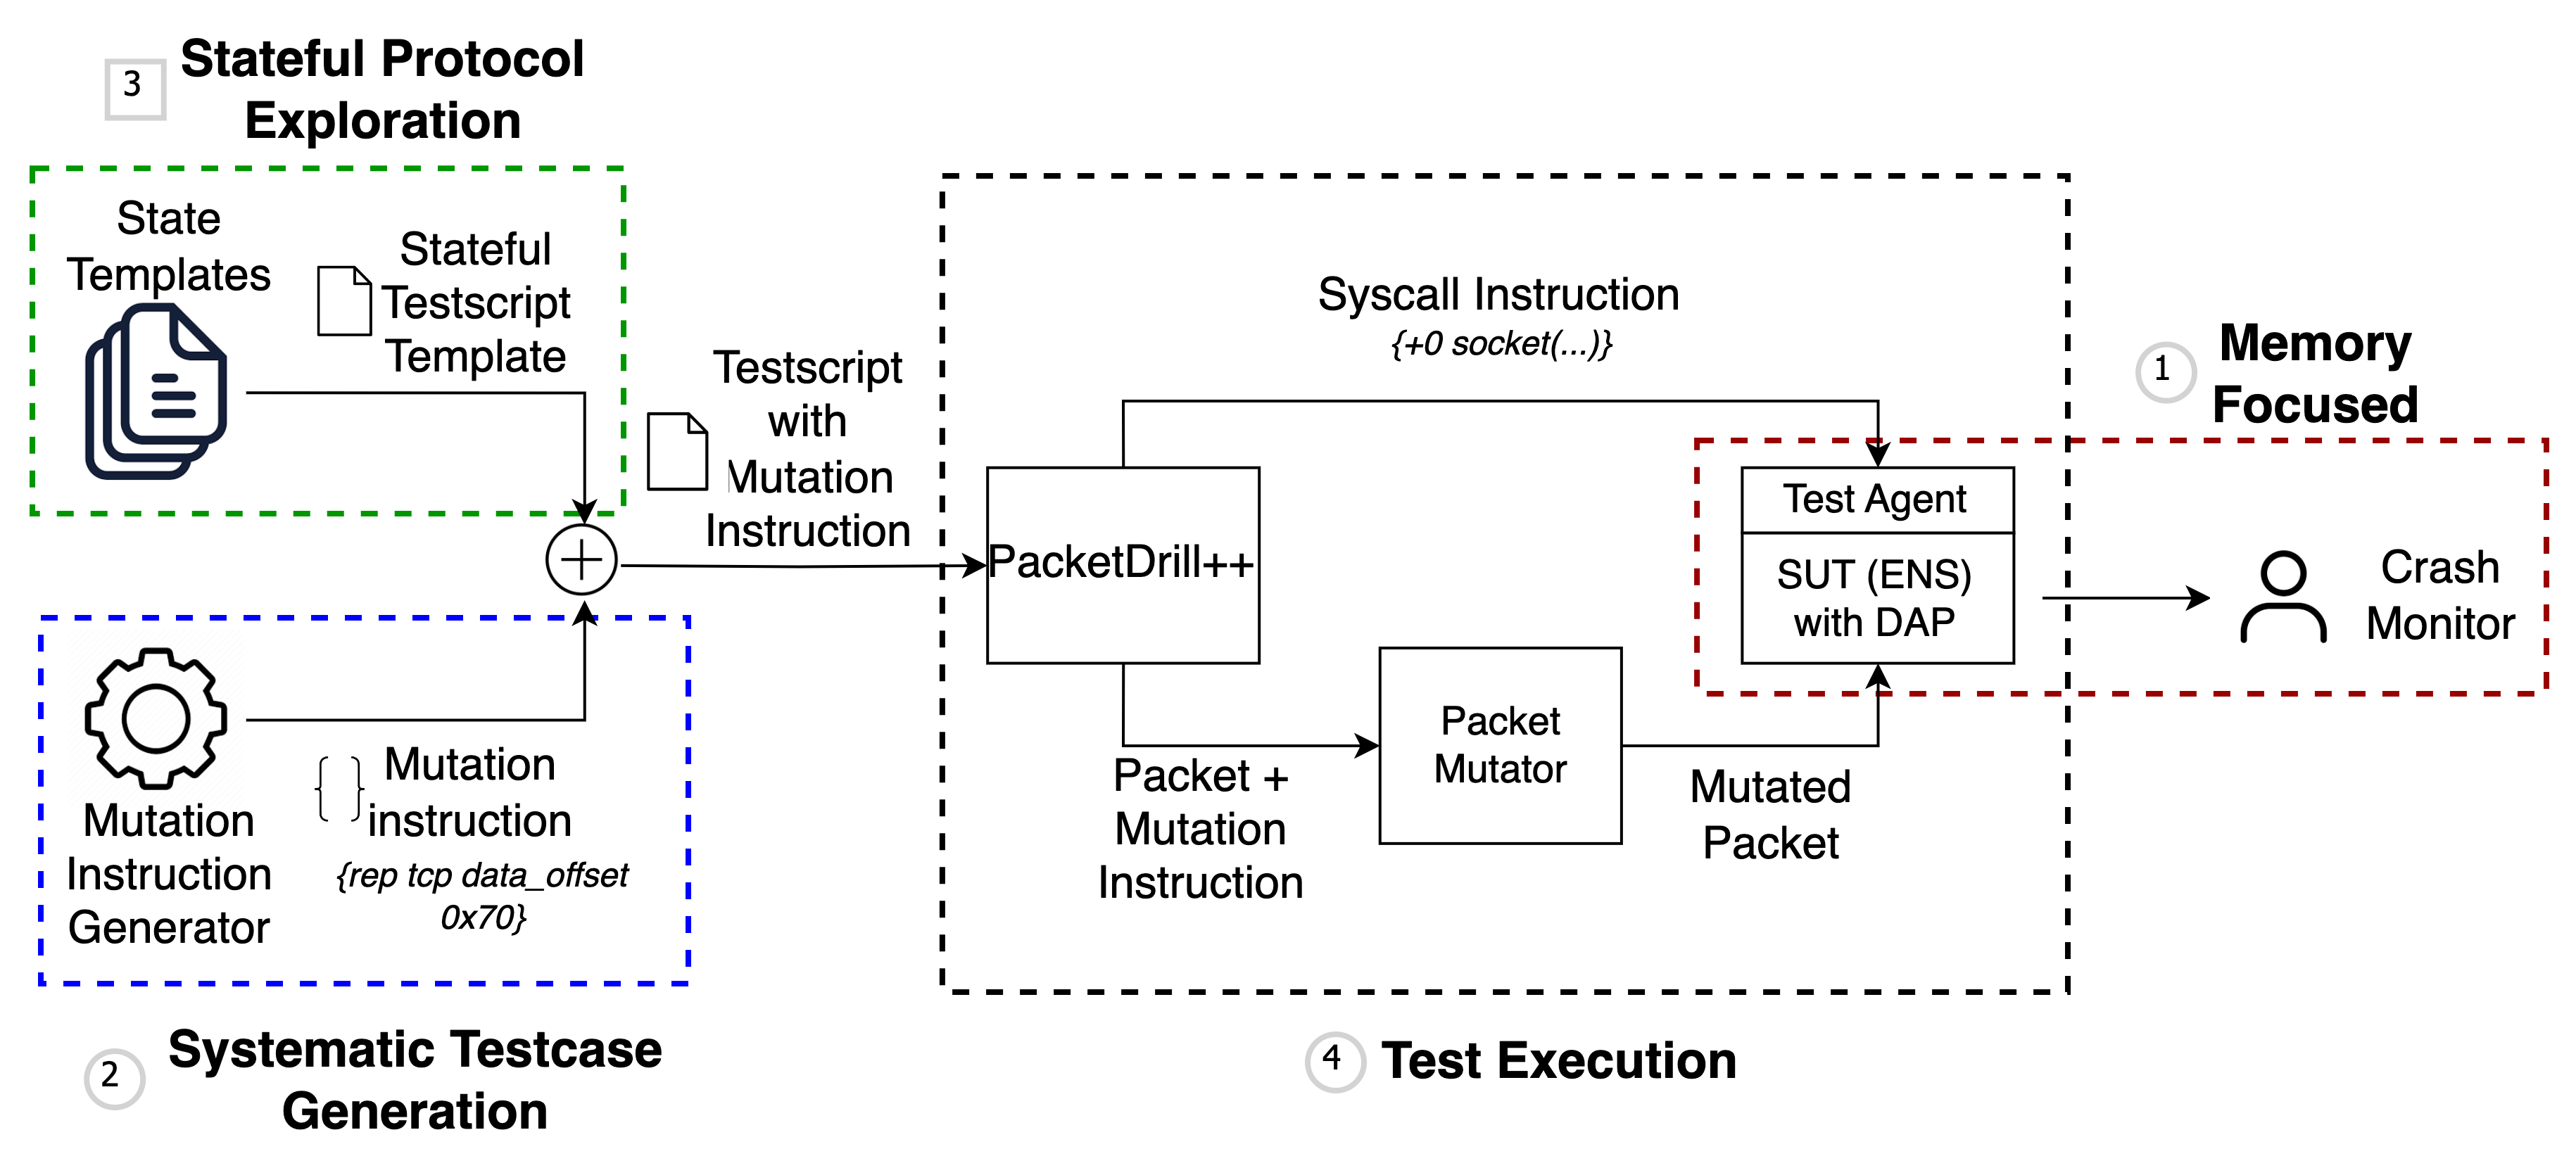 3
Stateful Protocol
Exploration
State
Templates
Stateful
Testscript
Template
Testscript
with
Mutation
Instruction
Mutation
Instruction
Generator
{ }
Mutation
instruction
{rep tcp data_offset
0x70}
2
Systematic Testcase
Generation
Syscall Instruction
{+0 socket(...)}
PacketDrill++
Packet +
Mutation
Instruction
Packet
Mutator
Mutated
Packet
Test Agent
SUT (ENS)
with DAP
4
Test Execution
1
Memory
Focused
Crash
Monitor